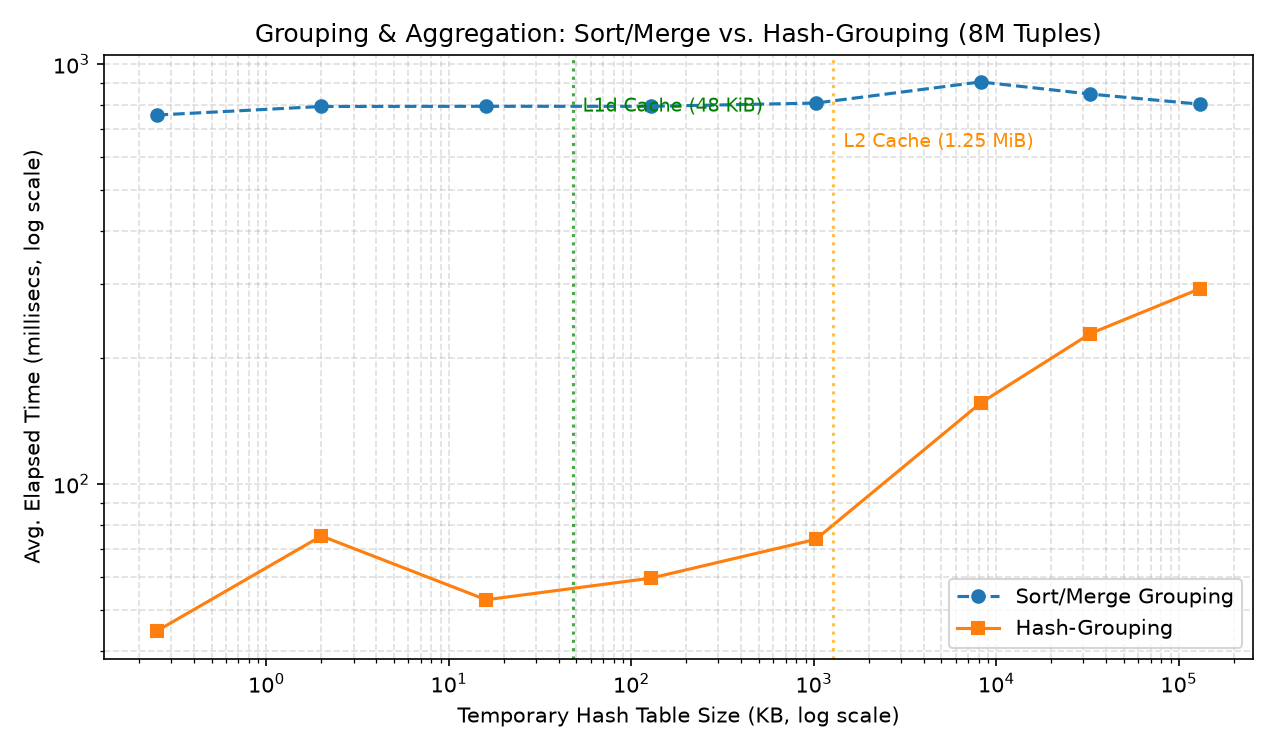 Grouping & Aggregation: Sort/Merge vs. Hash-Grouping (8M Tuples)
Avg. Elapsed Time (millisecs, log scale)
10³
10²
L1d Cache (48 KiB)
L2 Cache (1.25 MiB)
Sort/Merge Grouping
Hash-Grouping
10⁰ 10¹ 10² 10³ 10⁴ 10⁵
Temporary Hash Table Size (KB, log scale)